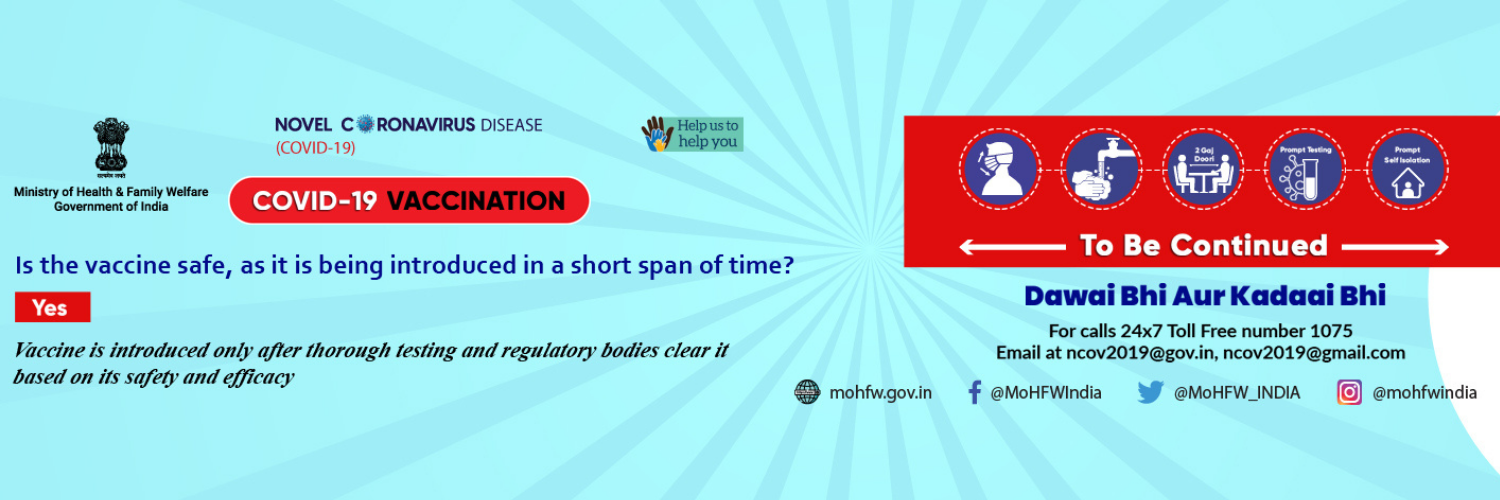 सत्यमेव जयते
Ministry of Health & Family Welfare
Government of India
NOVEL CORONAVIRUS DISEASE
(COVID-19)
Help us to
help you
COVID-19 VACCINATION
Is the vaccine safe, as it is being introduced in a short span of time?
Yes
Vaccine is introduced only after thorough testing and regulatory bodies clear it
based on its safety and efficacy
2 Gaj
Doori
Prompt Testing
Prompt
Self Isolation
To Be Continued
Dawai Bhi Aur Kadaai Bhi
For calls 24x7 Toll Free number 1075
Email at ncov2019@gov.in, ncov2019@gmail.com
mohfw.gov.in
@MoHFWIndia
@MoHFW_INDIA
@mohfwindia